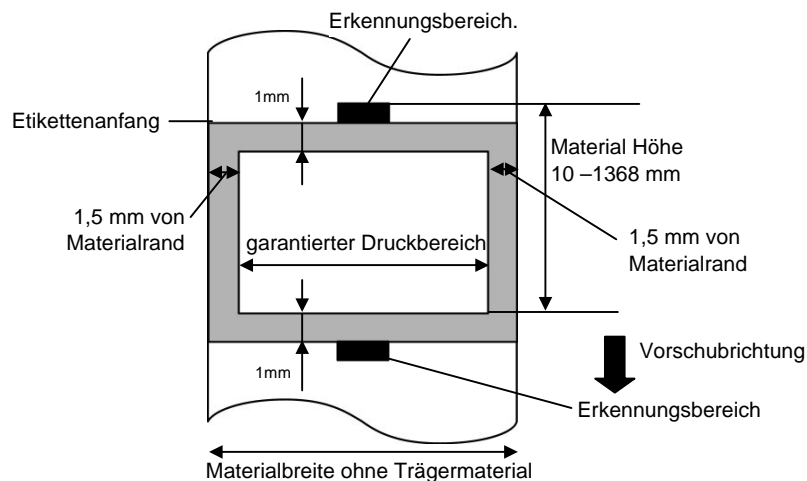 Erkennungsbereich.
1mm
Etikettenanfang
Material Höhe
10 –1368 mm
1,5 mm von
Materialrand
garantierter Druckbereich
1,5 mm von
Materialrand
Vorschubrichtung
1mm
Erkennungsbereich
Materialbreite ohne Trägermaterial